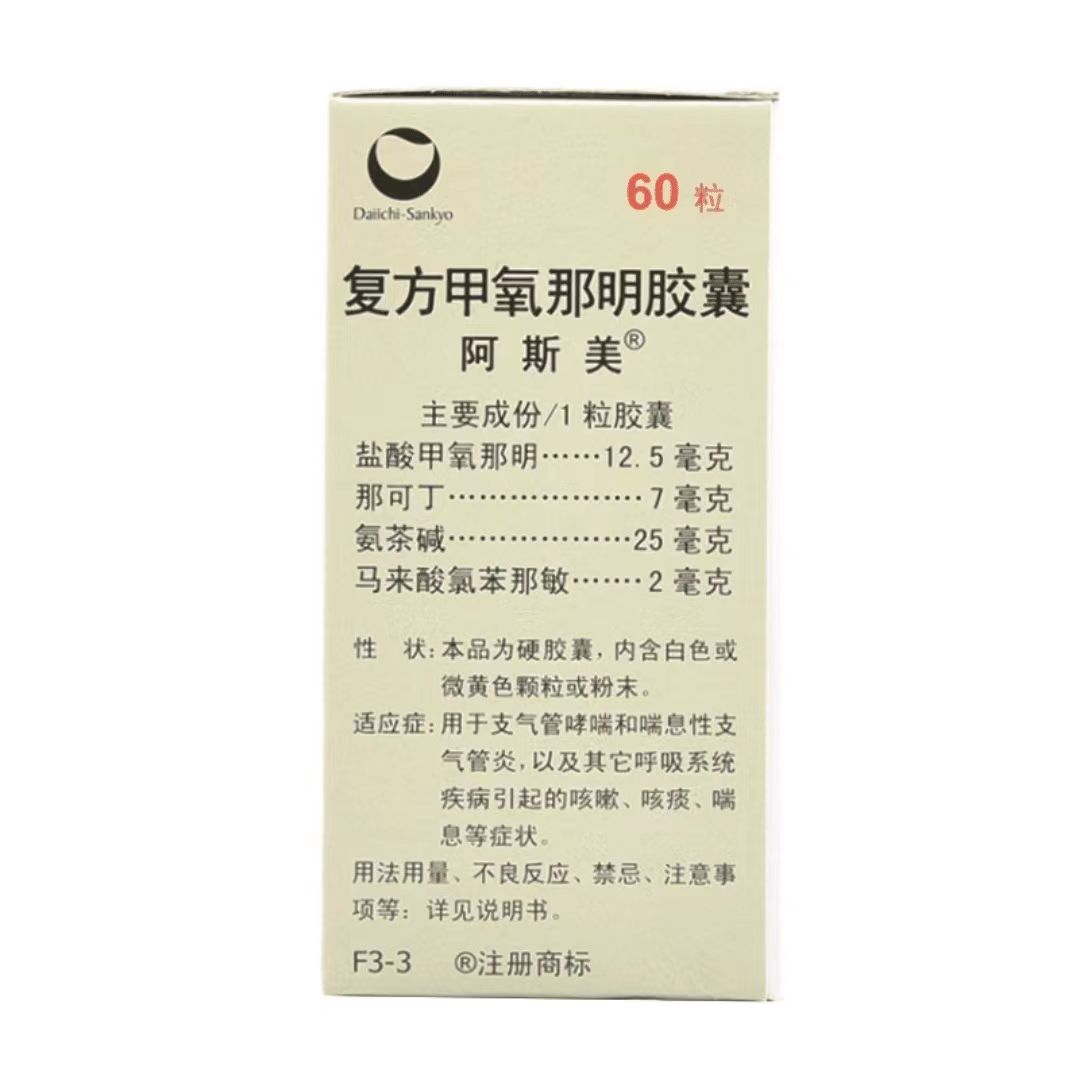 Daiichi-Sankyo
60 粒
复方甲氧那明胶囊
阿斯美®
主要成份/1 粒胶囊
盐酸甲氧那明……12.5 毫克
那可丁………………7 毫克
氨茶碱………………25 毫克
马来酸氯苯那敏……2 毫克
性 状:本品为硬胶囊,内含白色或
微黄色颗粒或粉末。
适应症:用于支气管哮喘和喘息性支
气管炎,以及其它呼吸系统
疾病引起的咳嗽、咳痰、喘
息等症状。
用法用量、不良反应、禁忌、注意事
项等:详见说明书。
F3-3 ®注册商标